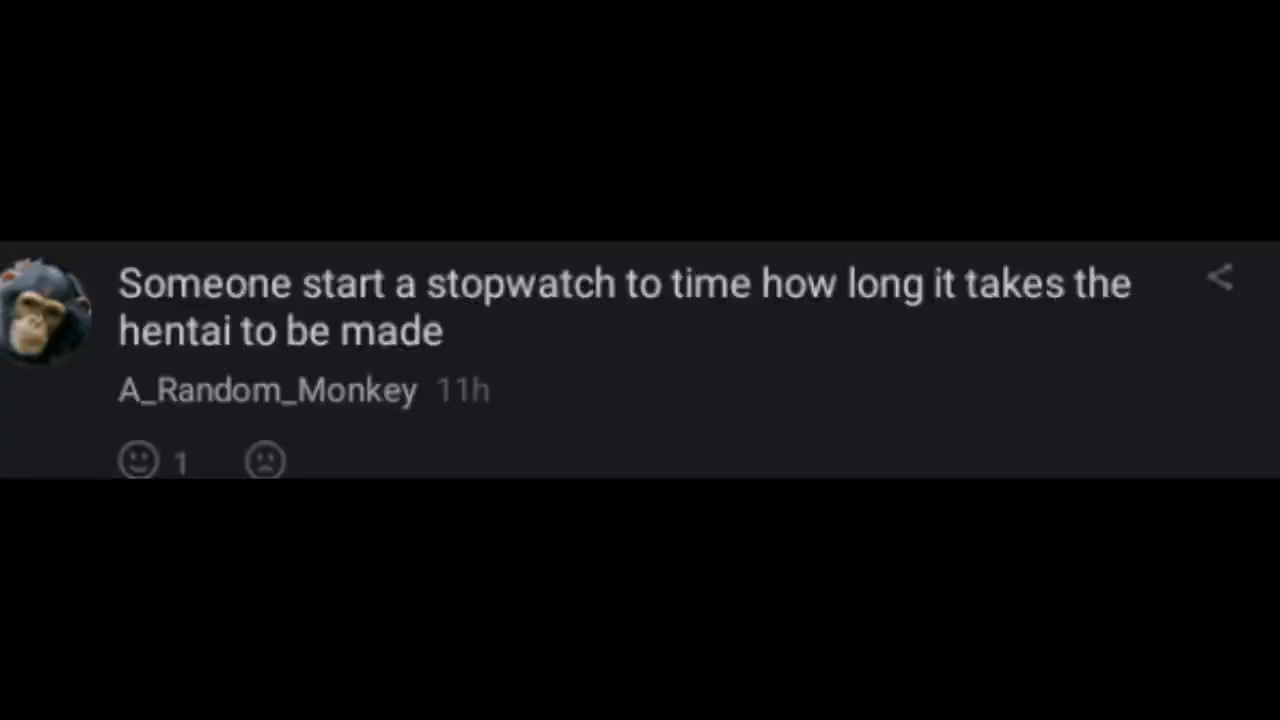 Someone start a stopwatch to time how long it takes the
hentai to be made
A_Random_Monkey 11h
1